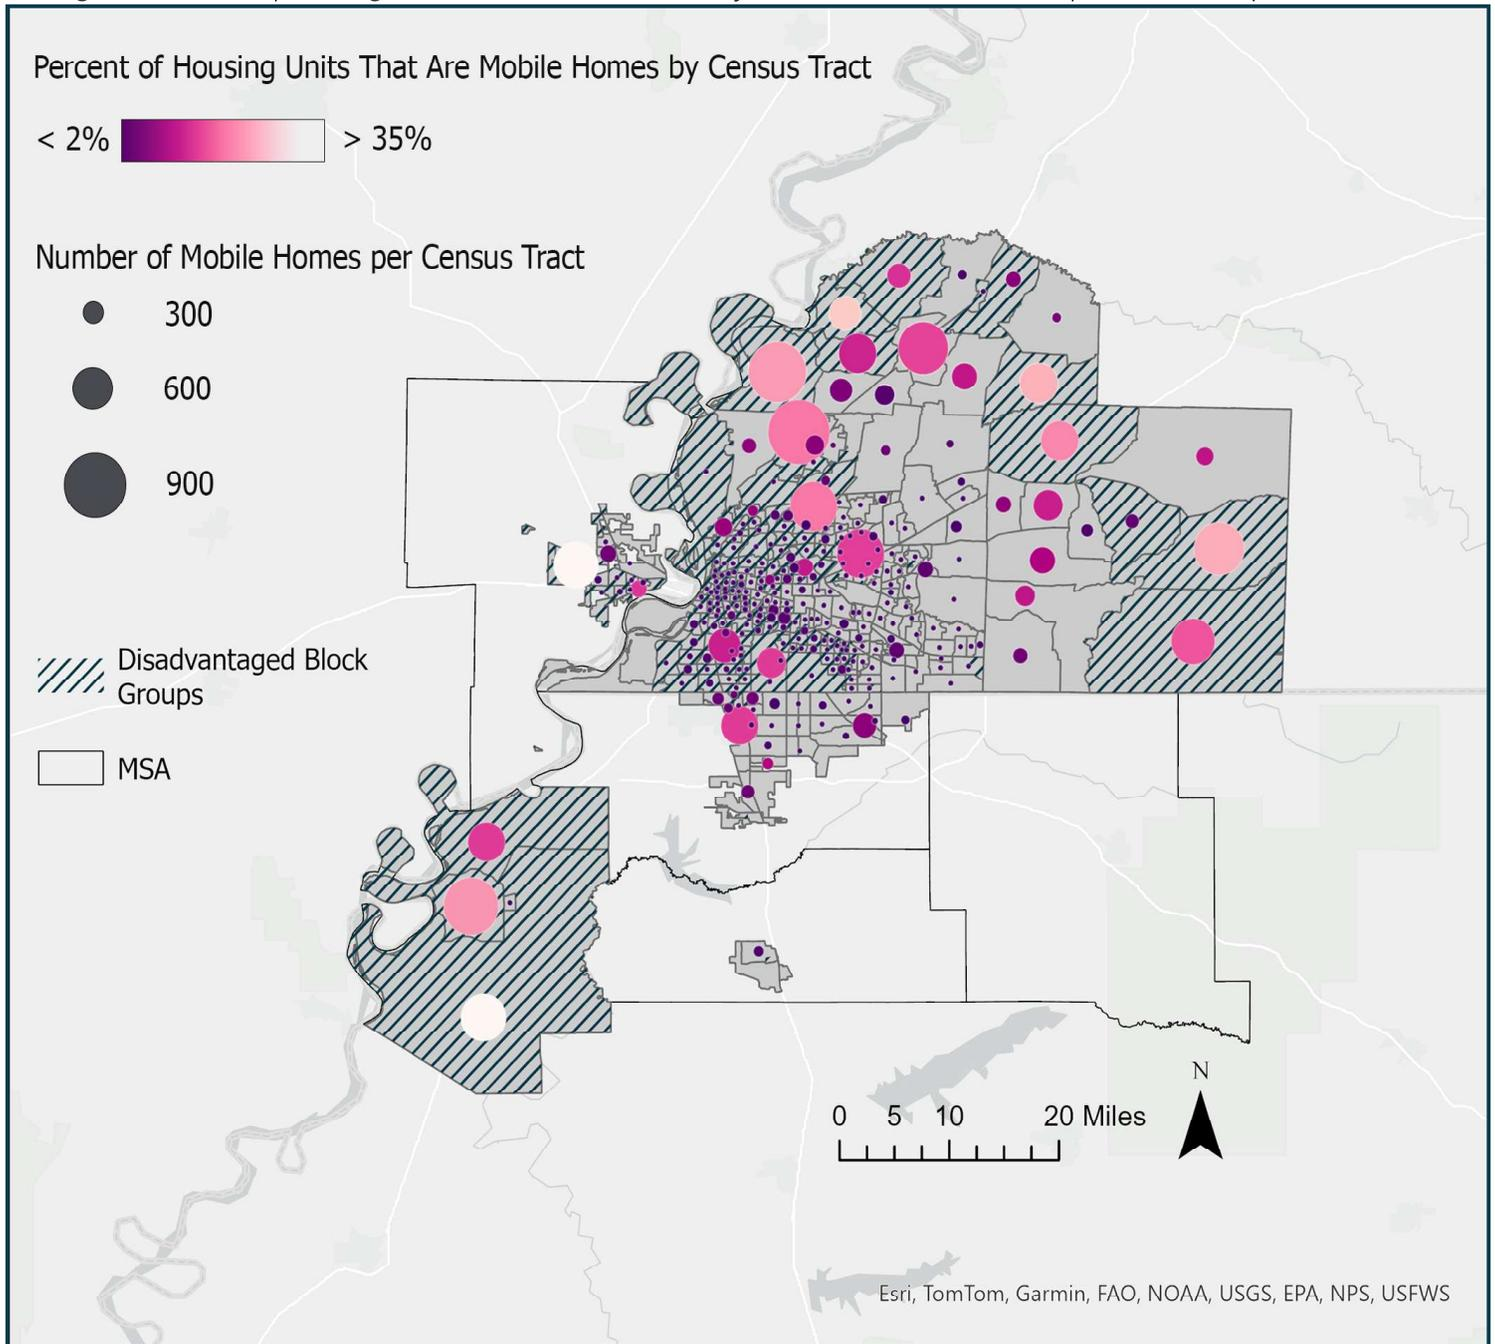 Percent of Housing Units That Are Mobile Homes by Census Tract
< 2%
> 35%
Number of Mobile Homes per Census Tract
300
600
900
Disadvantaged Block
Groups
MSA
N
0 5 10 20 Miles
Esri, TomTom, Garmin, FAO, NOAA, USGS, EPA, NPS, USFWS